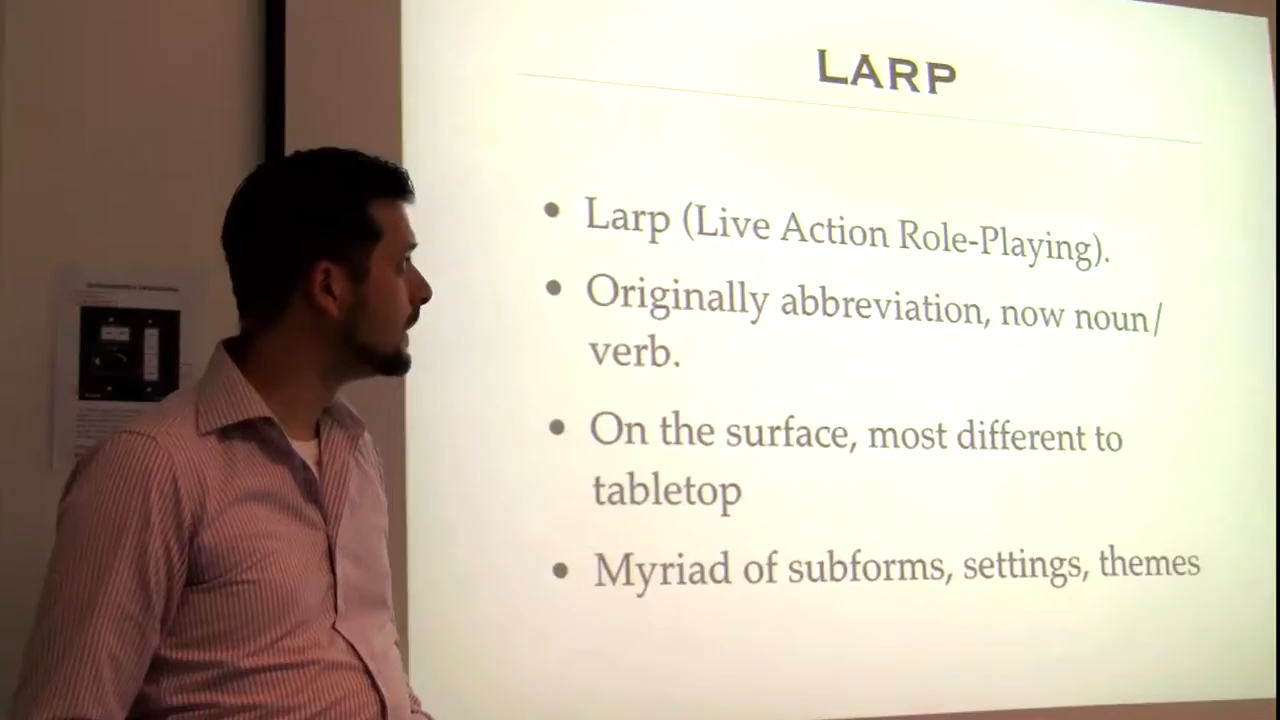 LARP
• Larp (Live Action Role-Playing).
• Originally abbreviation, now noun/
verb.
• On the surface, most different to
tabletop
• Myriad of subforms, settings, themes